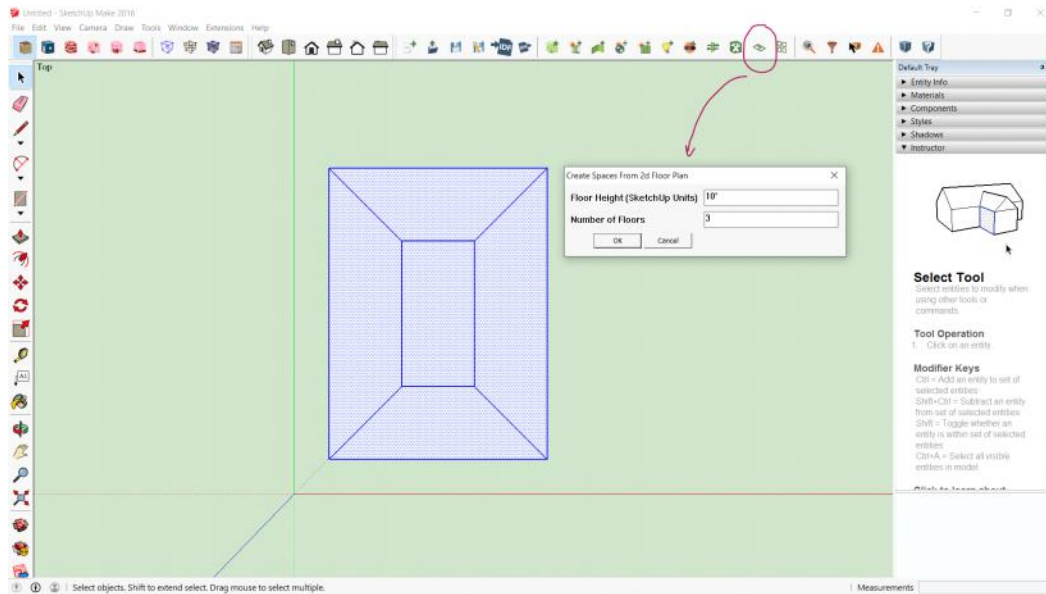 Untitled - SketchUp Make 2016
File Edit View Camera Draw Tools Window Extensions Help
Top
Default Tray
Entity Info
Materials
Components
Styles
Shadows
Instructor
Create Spaces From 2d Floor Plan
Floor Height (SketchUp Units) 10"
Number of Floors 3
OK Cancel
Select Tool
Select entities to modify when
using other tools or
commands.
Tool Operation
1. Click on an entity.
Modifier Keys
Ctrl = Add an entity to set of
selected entities
Shift+Ctrl = Subtract an entity
from set of selected entities
Shift = Toggle whether an
entity is within set of selected
entities
Ctrl+A = Select all visible
entities in model
Select objects. Shift to extend select. Drag mouse to select multiple.
Measurements